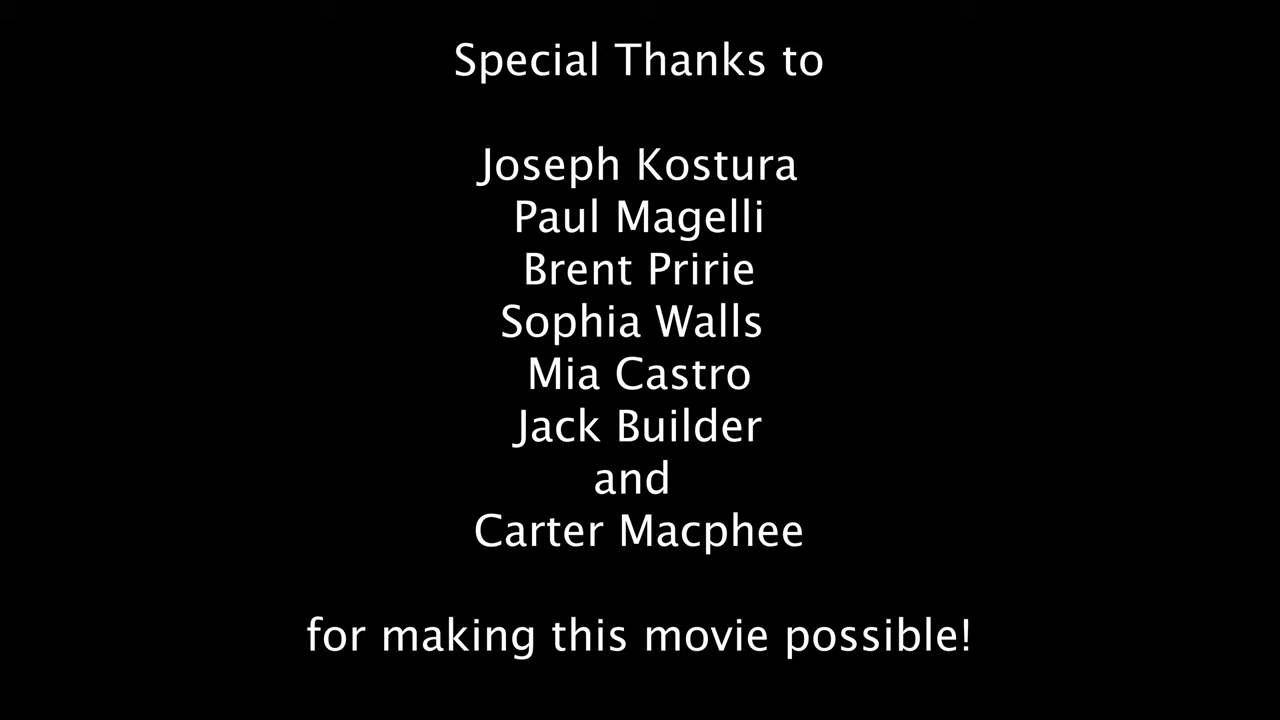 Special Thanks to
Joseph Kostura
Paul Magelli
Brent Pririe
Sophia Walls
Mia Castro
Jack Builder
and
Carter Macphee
for making this movie possible!